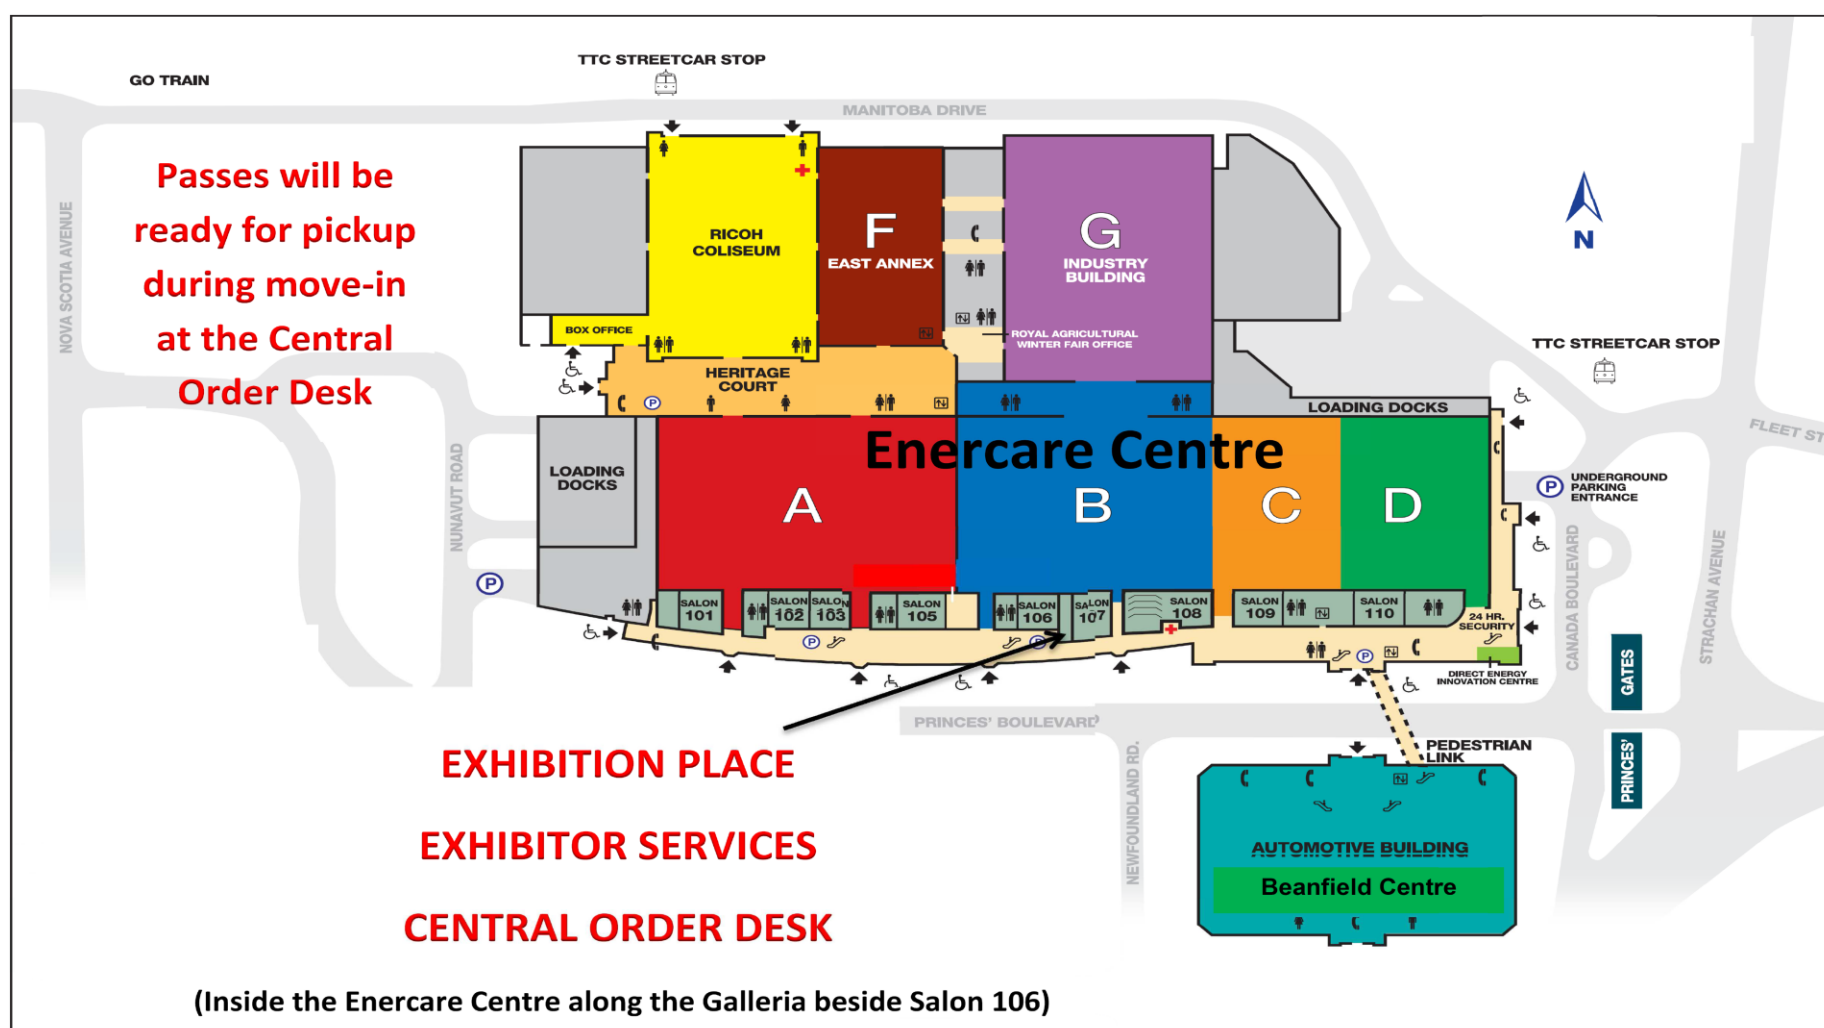 TTC STREETCAR STOP
GO TRAIN
MANITOBA DRIVE
Passes will be
ready for pickup
during move-in
at the Central
Order Desk
NOVA SCOTIA AVENUE
RICOH
COLISEUM
F
EAST ANNEX
G
INDUSTRY
BUILDING
N
BOX OFFICE
ROYAL AGRICULTURAL
WINTER FAIR OFFICE
TTC STREETCAR STOP
HERITAGE
COURT
P
LOADING DOCKS
FLEET ST
Enercare Centre
LOADING
DOCKS
NUNAVUT ROAD
A
B
C
D
P
UNDERGROUND
PARKING
ENTRANCE
CANADA BOULEVARD
STRACHAN AVENUE
P
SALON
101
SALON
102
SALON
103
SALON
105
SALON
106
SALON
107
SALON
108
SALON
109
SALON
110
24 HR.
SECURITY
P
P
P
DIRECT ENERGY
INNOVATION CENTRE
PRINCES' GATES
PRINCES' BOULEVARD
NEWFOUNDLAND RD.
PEDESTRIAN
LINK
EXHIBITION PLACE
EXHIBITOR SERVICES
CENTRAL ORDER DESK
AUTOMOTIVE BUILDING
Beanfield Centre
(Inside the Enercare Centre along the Galleria beside Salon 106)